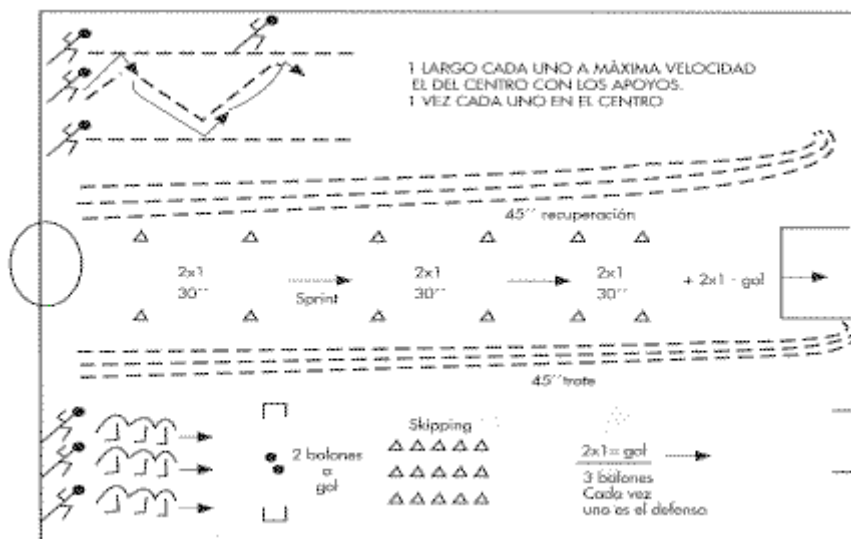 1 LARGO CADA UNO A MÀXIMA VELOCIDAD
EL DEL CENTRO CON LOS APOYOS.
1 VEZ CADA UNO EN EL CENTRO
45´´ recuperación
2x1
30´´
Sprint
2x1
30´´
2x1
30´´
+ 2x1 - gol
45´´trote
2 balones
a
gol
Skipping
2x1= gol
3 balones
Cada vez
uno es el defensa